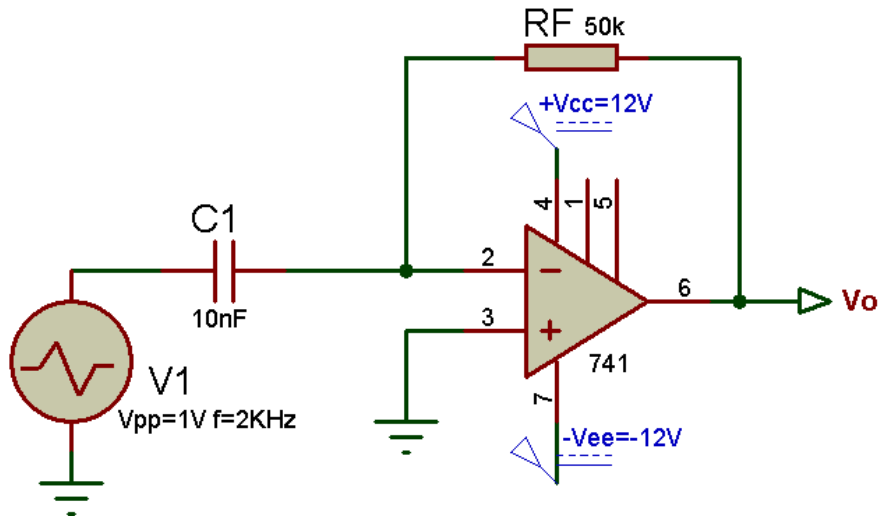 RF 50k
+Vcc=12V
4
1
5
C1
10nF
2
3
6
Vo
741
7
V1
Vpp=1V f=2KHz
-Vee=-12V